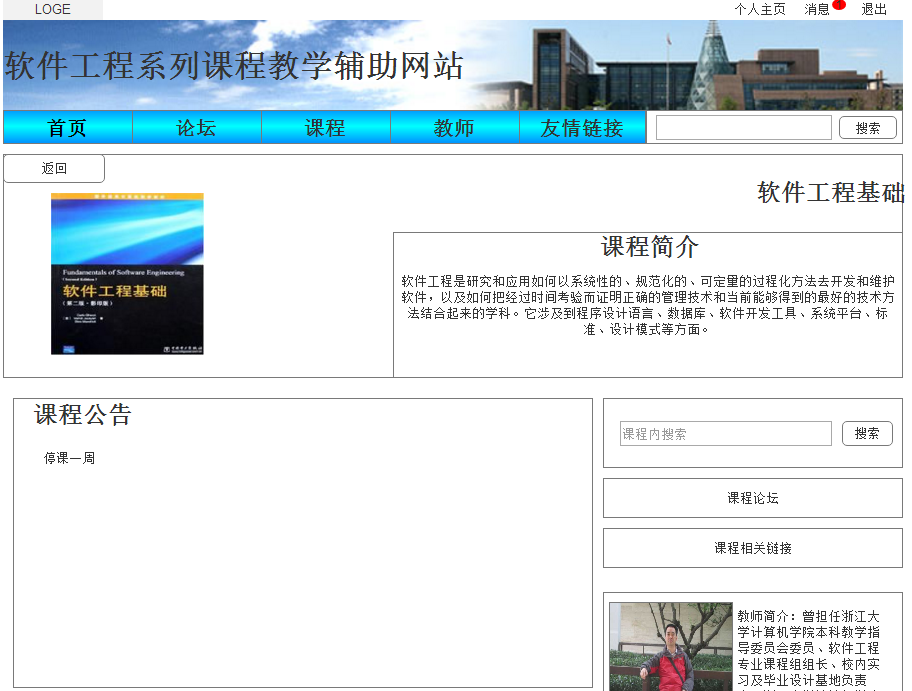 LOGE
个人主页 消息 退出
软件工程系列课程教学辅助网站
首页 论坛 课程 教师 友情链接 搜索
返回
软件工程基础
Fundamentals of Software Engineering
(Second Edition)
软件工程基础
(第二版·影印版)
课程简介
软件工程是研究和应用如何以系统性的、规范化的、可定量的过程化方法去开发和维护
软件，以及如何把经过时间考验而证明正确的管理技术和当前能够得到的最好的技术方
法结合起来的学科。它涉及到程序设计语言、数据库、软件开发工具、系统平台、标
准、设计模式等方面。
课程公告
停课一周
课程内搜索 搜索
课程论坛
课程相关链接
教师简介：曾担任浙江大
学计算机学院本科教学指
导委员会委员、软件工程
专业课程组组长、校内实
习及毕业设计基地负责